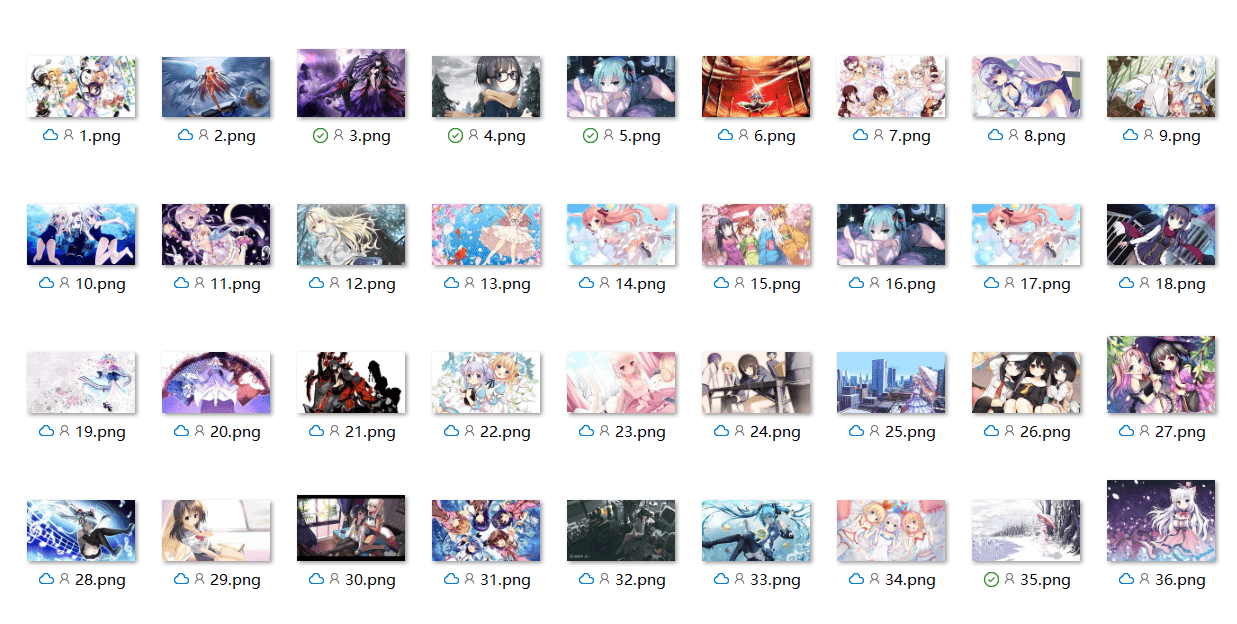 1.png 2.png 3.png 4.png 5.png 6.png 7.png 8.png 9.png
10.png 11.png 12.png 13.png 14.png 15.png 16.png 17.png 18.png
19.png 20.png 21.png 22.png 23.png 24.png 25.png 26.png 27.png
28.png 29.png 30.png 31.png 32.png 33.png 34.png 35.png 36.png